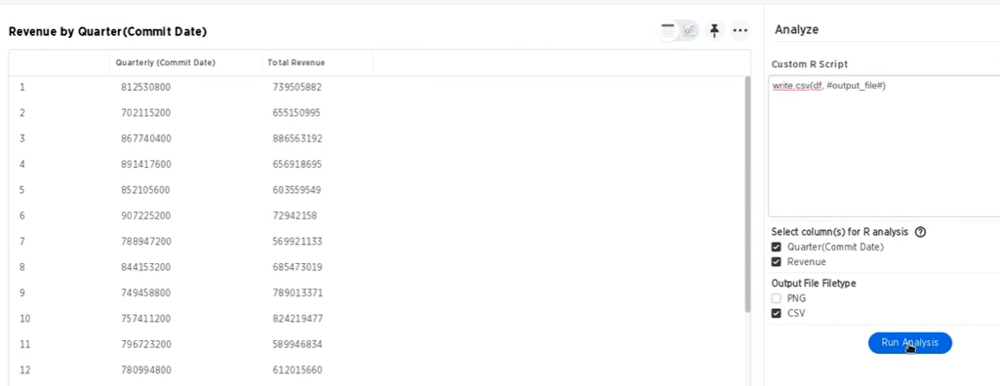 Revenue by Quarter(Commit Date)
Quarterly (Commit Date) Total Revenue
1 812530800 739505882
2 702115200 655150995
3 867740400 886563192
4 891417600 656918695
5 852105600 603559549
6 907225200 72942158
7 788947200 569921133
8 844153200 685473019
9 749458800 789013371
10 757411200 824219477
11 796723200 589946834
12 780994800 612015660
Analyze
Custom R Script
write.csv(df, #output_file#)
Select column(s) for R analysis ?
Quarter(Commit Date)
Revenue
Output File Filetype
PNG
CSV
Run Analysis